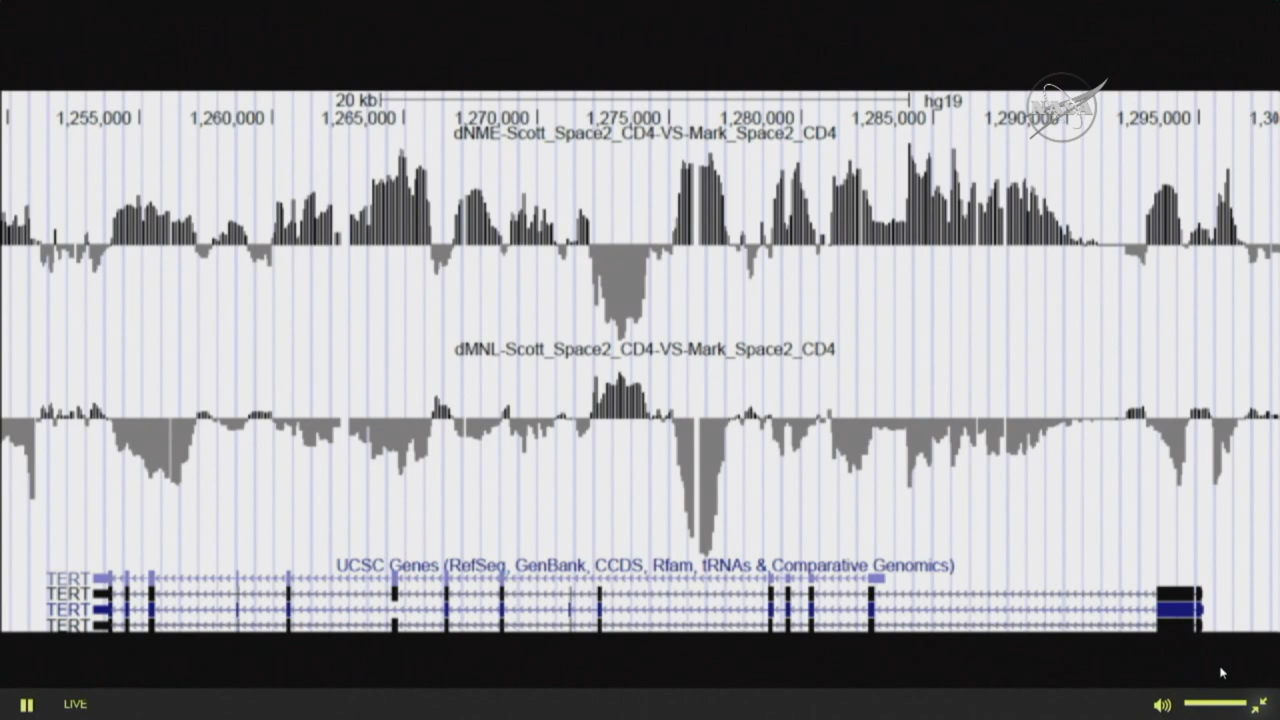 20 kb hg19
1,255,000 1,260,000 1,265,000 1,270,000 1,275,000 1,280,000 1,285,000 1,290,000 1,295,000 1,30
dNME-Scott_Space2_CD4-VS-Mark_Space2_CD4
dMNL-Scott_Space2_CD4-VS-Mark_Space2_CD4
UCSC Genes (RefSeq, GenBank, CCDS, Rfam, tRNAs & Comparative Genomics)
TERT
TERT
TERT
TERT
LIVE